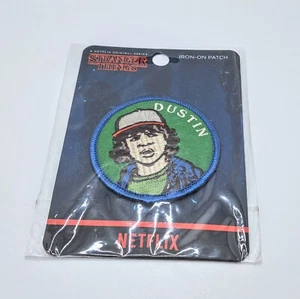 A NETFLIX ORIGINAL SERIES
STRANGER
THINGS
IRON-ON PATCH
DUSTIN
NETFLIX